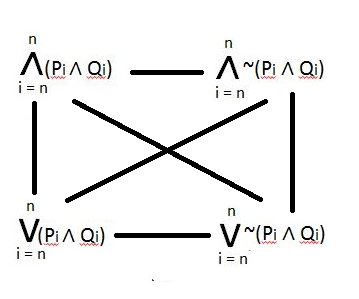 n n
⋀(Pi ∧ Qi) ⋀~(Pi ∧ Qi)
i = n i = n
n n
⋁(Pi ∧ Qi) ⋁~(Pi ∧ Qi)
i = n i = n